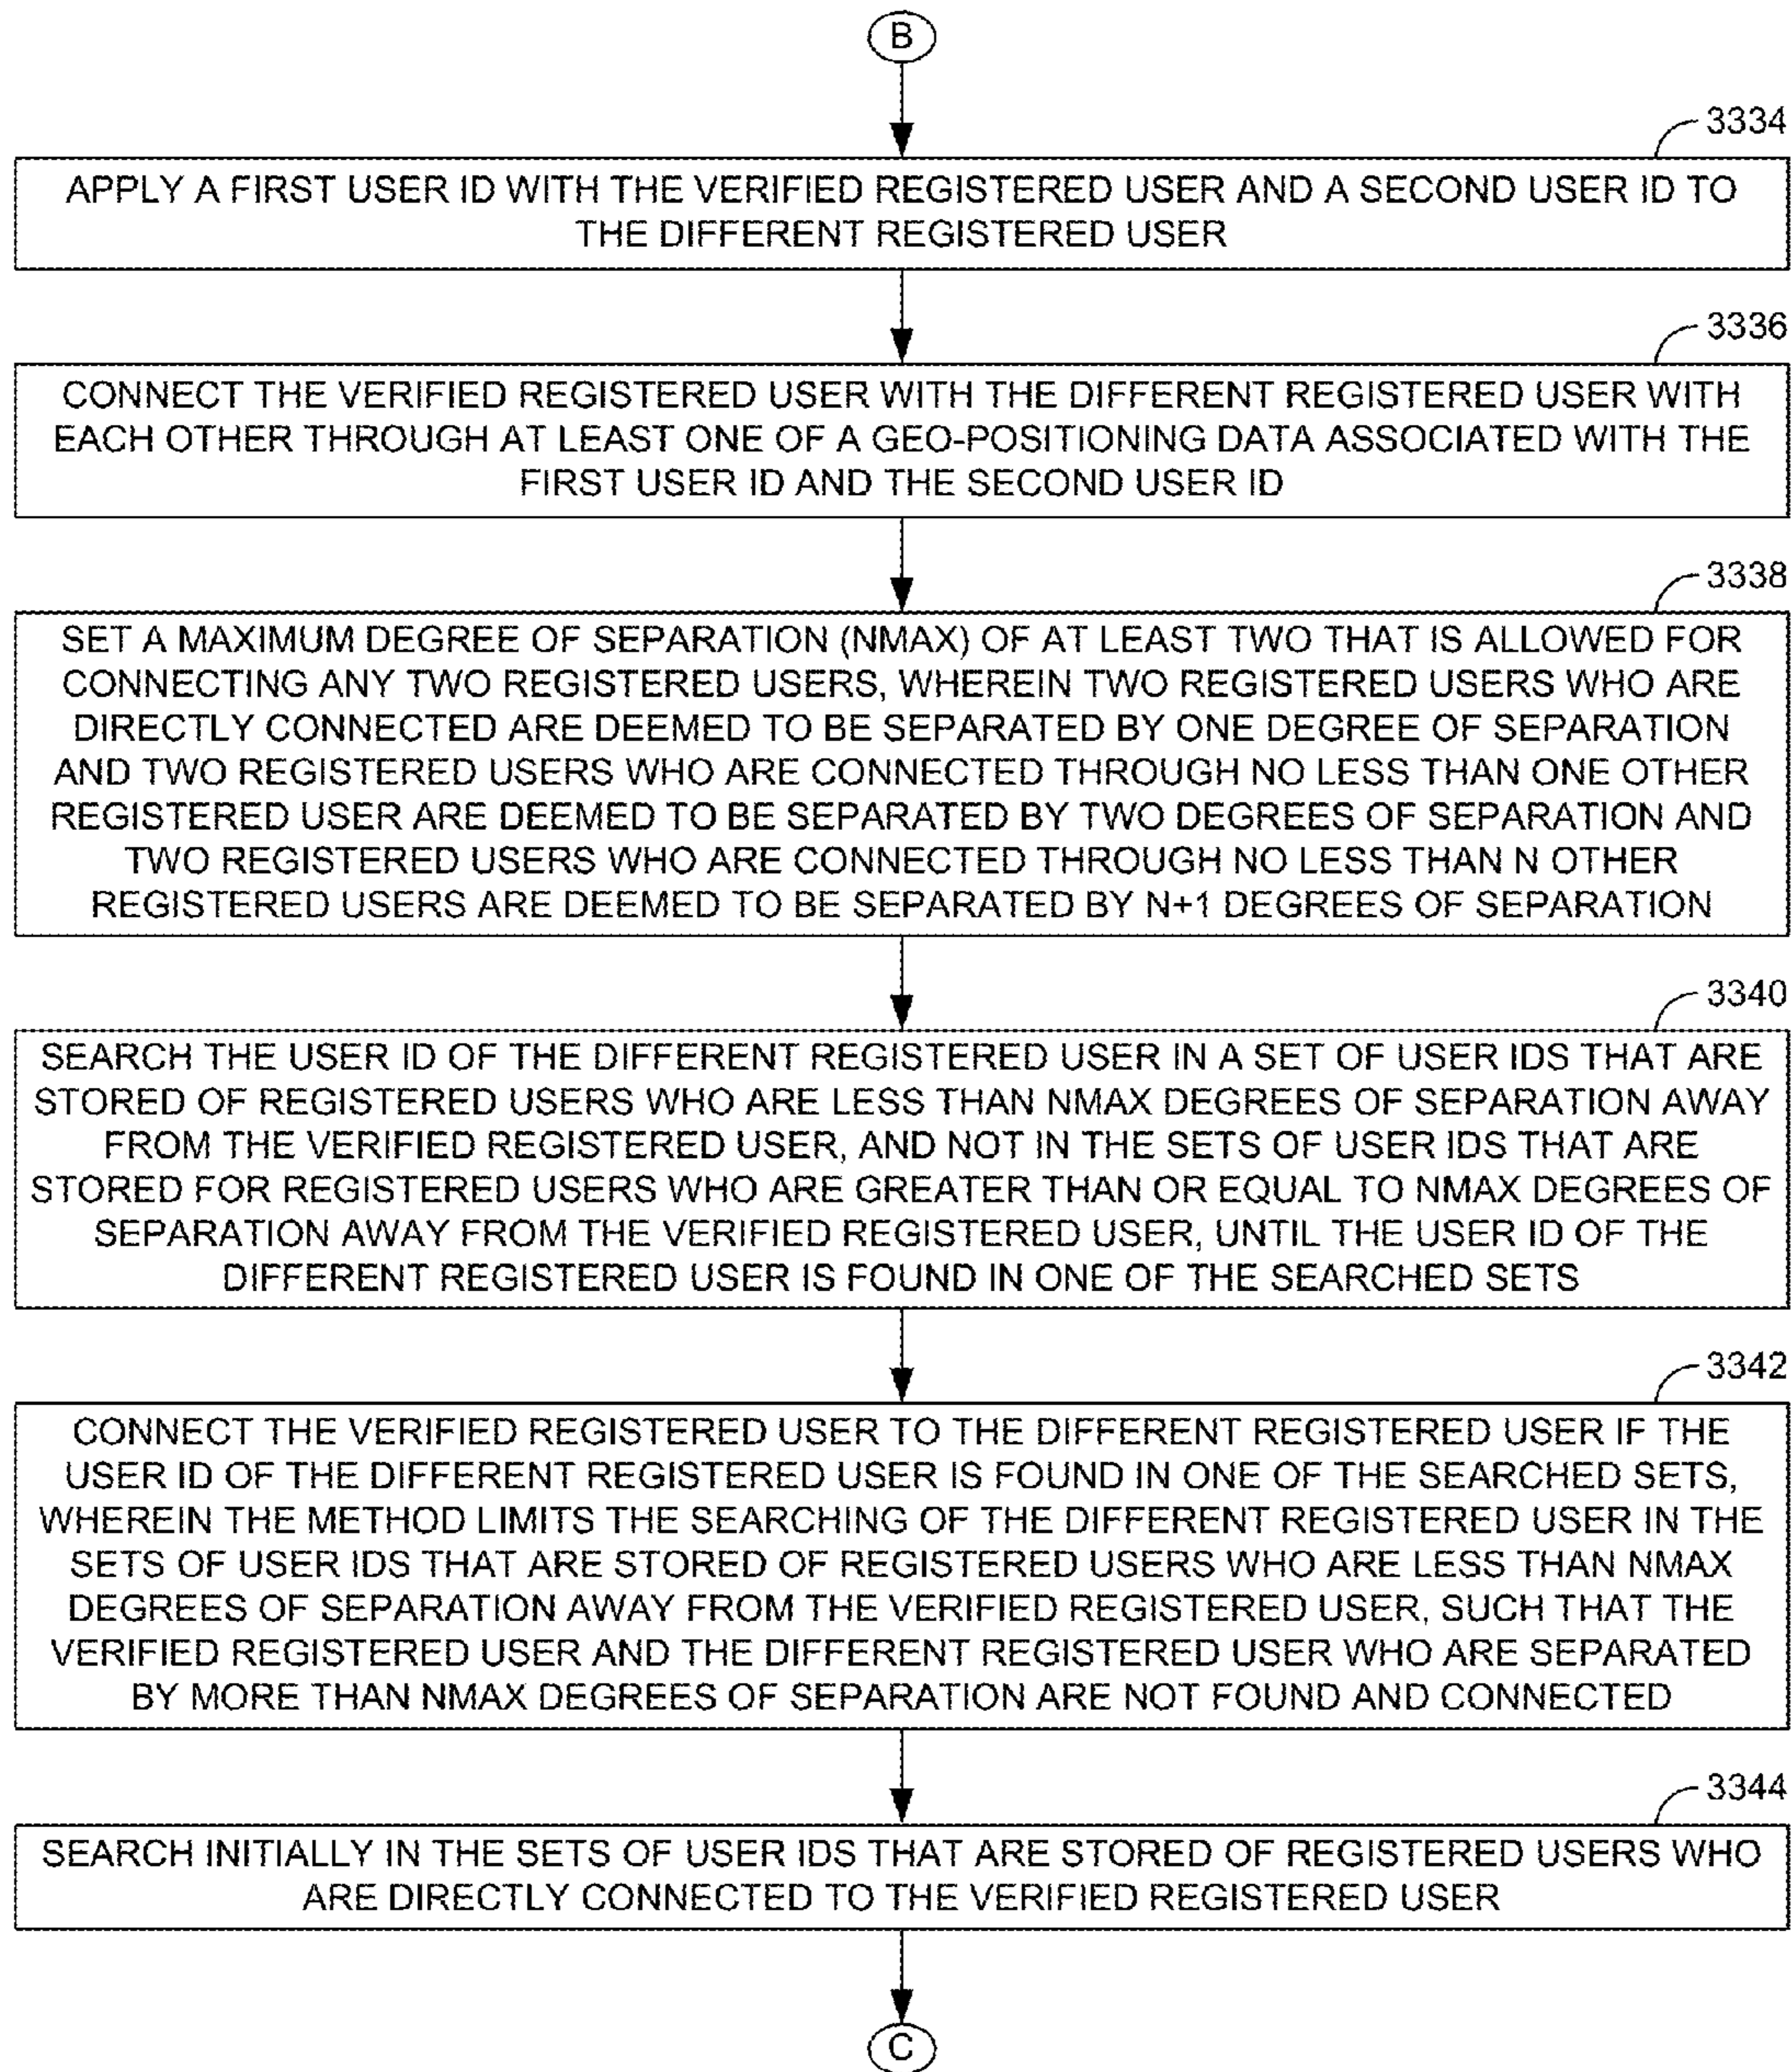 B
3334
APPLY A FIRST USER ID WITH THE VERIFIED REGISTERED USER AND A SECOND USER ID TO
THE DIFFERENT REGISTERED USER
3336
CONNECT THE VERIFIED REGISTERED USER WITH THE DIFFERENT REGISTERED USER WITH
EACH OTHER THROUGH AT LEAST ONE OF A GEO-POSITIONING DATA ASSOCIATED WITH THE
FIRST USER ID AND THE SECOND USER ID
3338
SET A MAXIMUM DEGREE OF SEPARATION (NMAX) OF AT LEAST TWO THAT IS ALLOWED FOR
CONNECTING ANY TWO REGISTERED USERS, WHEREIN TWO REGISTERED USERS WHO ARE
DIRECTLY CONNECTED ARE DEEMED TO BE SEPARATED BY ONE DEGREE OF SEPARATION
AND TWO REGISTERED USERS WHO ARE CONNECTED THROUGH NO LESS THAN ONE OTHER
REGISTERED USER ARE DEEMED TO BE SEPARATED BY TWO DEGREES OF SEPARATION AND
TWO REGISTERED USERS WHO ARE CONNECTED THROUGH NO LESS THAN N OTHER
REGISTERED USERS ARE DEEMED TO BE SEPARATED BY N+1 DEGREES OF SEPARATION
3340
SEARCH THE USER ID OF THE DIFFERENT REGISTERED USER IN A SET OF USER IDS THAT ARE
STORED OF REGISTERED USERS WHO ARE LESS THAN NMAX DEGREES OF SEPARATION AWAY
FROM THE VERIFIED REGISTERED USER, AND NOT IN THE SETS OF USER IDS THAT ARE
STORED FOR REGISTERED USERS WHO ARE GREATER THAN OR EQUAL TO NMAX DEGREES OF
SEPARATION AWAY FROM THE VERIFIED REGISTERED USER, UNTIL THE USER ID OF THE
DIFFERENT REGISTERED USER IS FOUND IN ONE OF THE SEARCHED SETS
3342
CONNECT THE VERIFIED REGISTERED USER TO THE DIFFERENT REGISTERED USER IF THE
USER ID OF THE DIFFERENT REGISTERED USER IS FOUND IN ONE OF THE SEARCHED SETS,
WHEREIN THE METHOD LIMITS THE SEARCHING OF THE DIFFERENT REGISTERED USER IN THE
SETS OF USER IDS THAT ARE STORED OF REGISTERED USERS WHO ARE LESS THAN NMAX
DEGREES OF SEPARATION AWAY FROM THE VERIFIED REGISTERED USER, SUCH THAT THE
VERIFIED REGISTERED USER AND THE DIFFERENT REGISTERED USER WHO ARE SEPARATED
BY MORE THAN NMAX DEGREES OF SEPARATION ARE NOT FOUND AND CONNECTED
3344
SEARCH INITIALLY IN THE SETS OF USER IDS THAT ARE STORED OF REGISTERED USERS WHO
ARE DIRECTLY CONNECTED TO THE VERIFIED REGISTERED USER
C